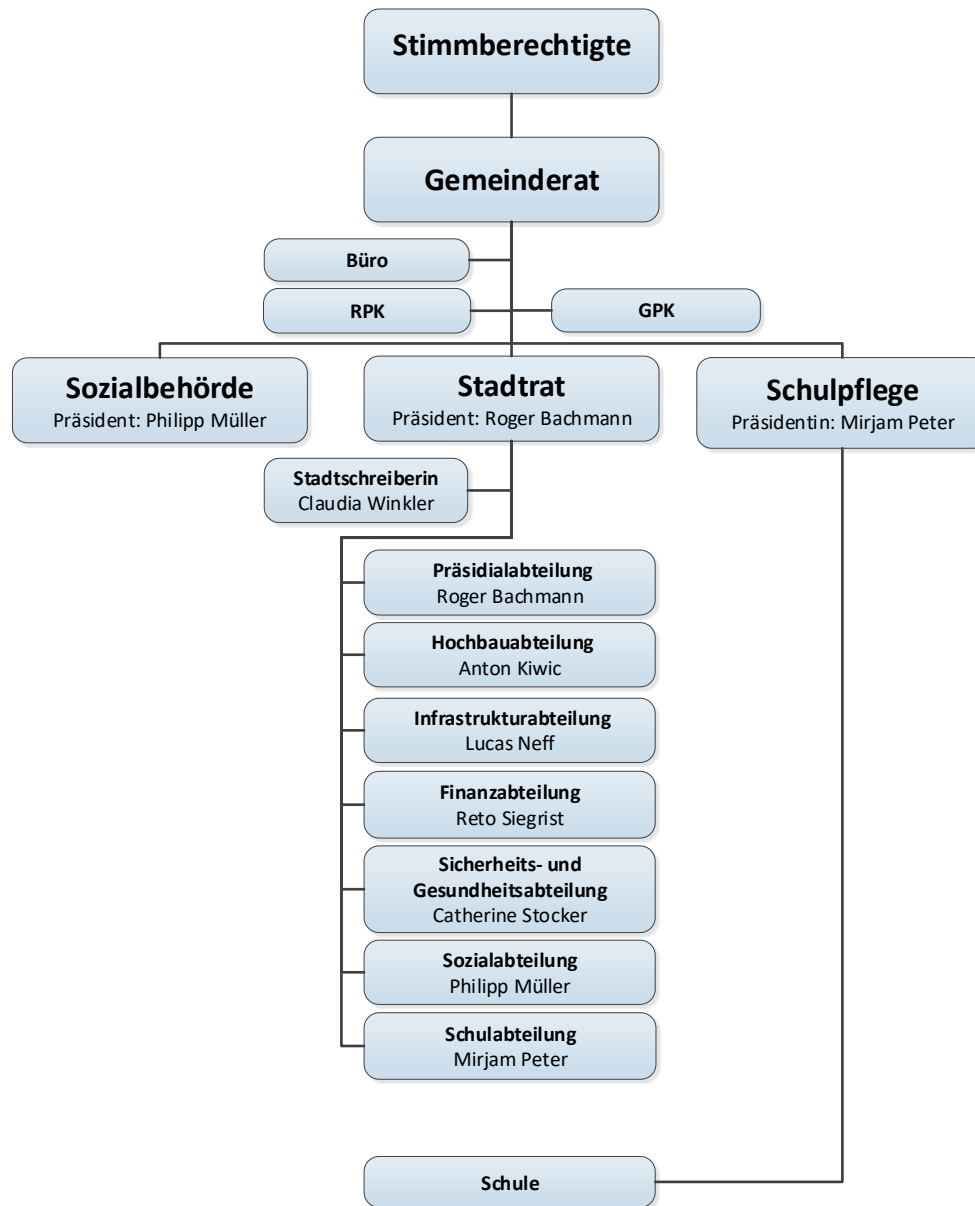 Stimmberechtigte
Gemeinderat
Büro
RPK
GPK
Sozialbehörde
Präsident: Philipp Müller
Stadtrat
Präsident: Roger Bachmann
Schulpflege
Präsidentin: Mirjam Peter
Stadtschreiberin
Claudia Winkler
Präsidialabteilung
Roger Bachmann
Hochbauabteilung
Anton Kiwic
Infrastrukturabteilung
Lucas Neff
Finanzabteilung
Reto Siegrist
Sicherheits- und
Gesundheitsabteilung
Catherine Stocker
Sozialabteilung
Philipp Müller
Schulabteilung
Mirjam Peter
Schule